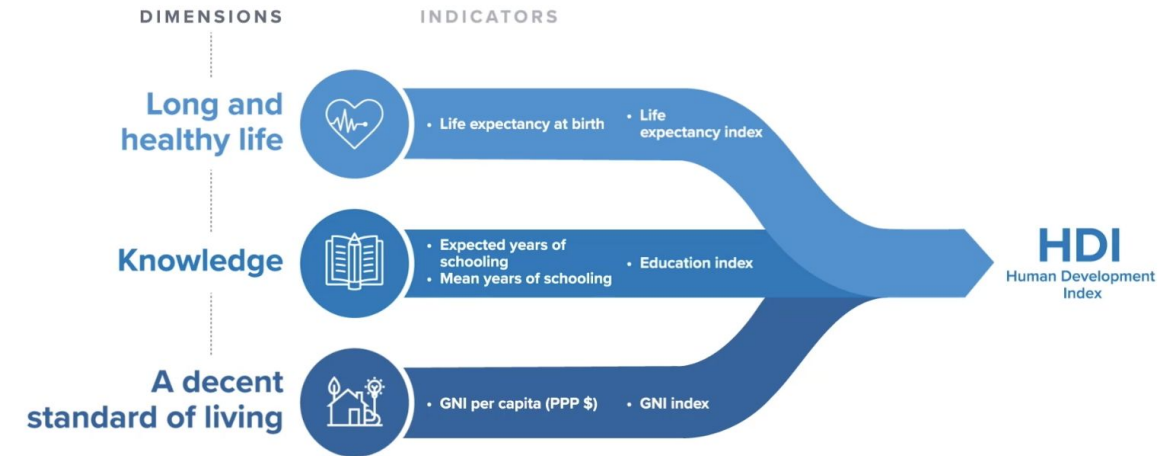 DIMENSIONS
INDICATORS
Long and
healthy life
• Life expectancy at birth
• Life
expectancy index
Knowledge
• Expected years of
schooling
• Mean years of schooling
• Education index
A decent
standard of living
• GNI per capita (PPP $)
• GNI index
HDI
Human Development
Index